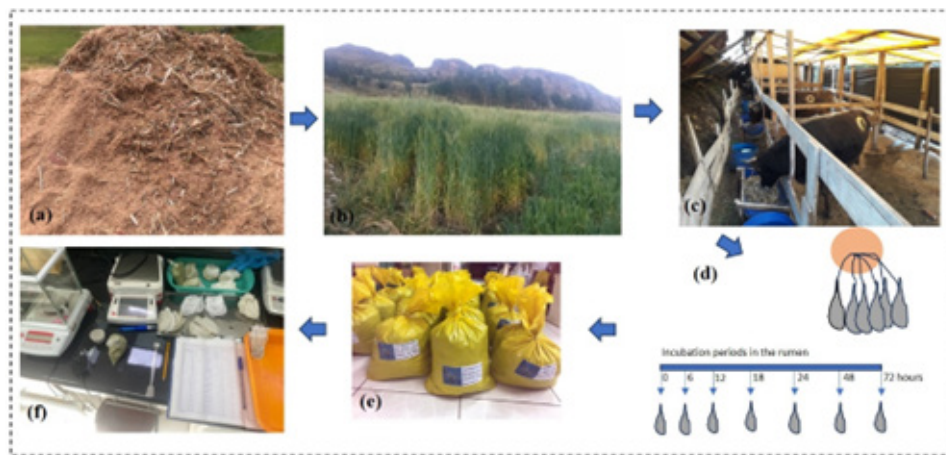 (a)
(b)
(c)
(d)
Incubation periods in the rumen
0 6 12 18 24 48 72 hours
(e)
(f)